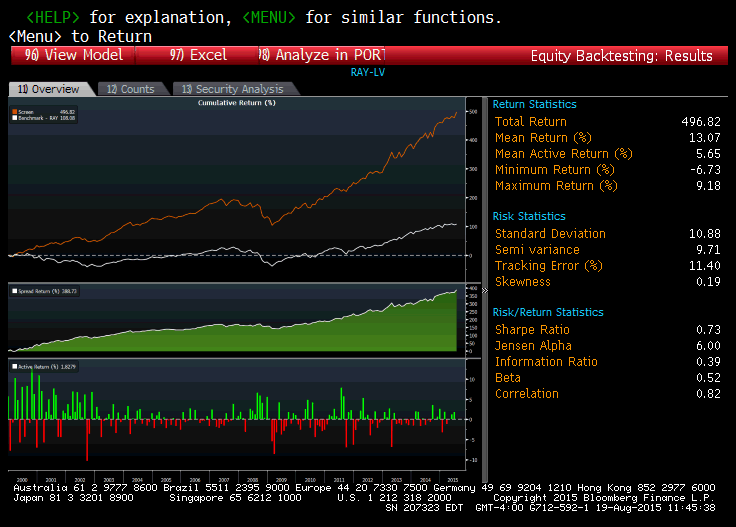 <HELP> for explanation, <MENU> for similar functions.
<Menu> to Return
96) View Model 97) Excel 98) Analyze in PORT Equity Backtesting: Results
RAY-LV
11) Overview 12) Counts 13) Security Analysis
Cumulative Return (%)
Screen 496.82
Benchmark - RAY 108.08
500
400
300
200
100
0
Spread Return (%) 388.73
400
350
300
250
200
150
100
50
0
Active Return (%) 1.8279
10
5
0
-5
-10
2000 2001 2002 2003 2004 2005 2006 2007 2008 2009 2010 2011 2012 2013 2014 2015
Return Statistics
Total Return 496.82
Mean Return (%) 13.07
Mean Active Return (%) 5.65
Minimum Return (%) -6.73
Maximum Return (%) 9.18
Risk Statistics
Standard Deviation 10.88
Semi variance 9.71
Tracking Error (%) 11.40
Skewness 0.19
Risk/Return Statistics
Sharpe Ratio 0.73
Jensen Alpha 6.00
Information Ratio 0.39
Beta 0.52
Correlation 0.82
Australia 61 2 9777 8600 Brazil 5511 2395 9000 Europe 44 20 7330 7500 Germany 49 69 9204 1210 Hong Kong 852 2977 6000
Japan 81 3 3201 8900 Singapore 65 6212 1000 U.S. 1 212 318 2000 Copyright 2015 Bloomberg Finance L.P.
SN 207323 EDT GMT-4:00 G712-592-1 19-Aug-2015 11:45:38